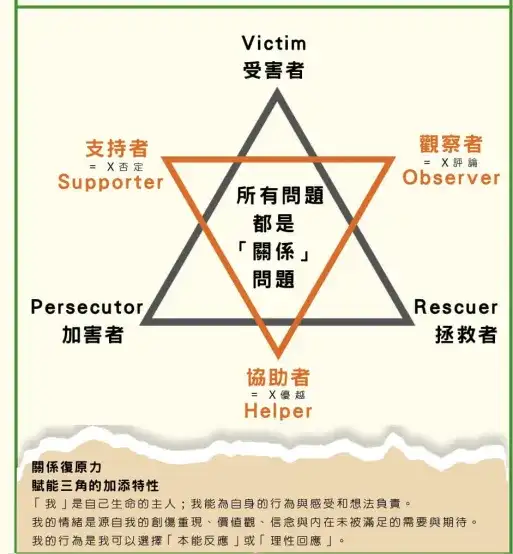 Victim
受害者
支持者
= X否定
Supporter
觀察者
= X評論
Observer
所有問題
都是
「關係」
問題
Persecutor
加害者
Rescuer
拯救者
協助者
= X優越
Helper
關係復原力
賦能三角的加添特性
「我」是自己生命的主人；我能為自身的行為與感受和想法負責。
我的情緒是源自我的創傷重現、價值觀、信念與內在未被滿足的需要與期待。
我的行為是我可以選擇「本能反應」或「理性回應」。